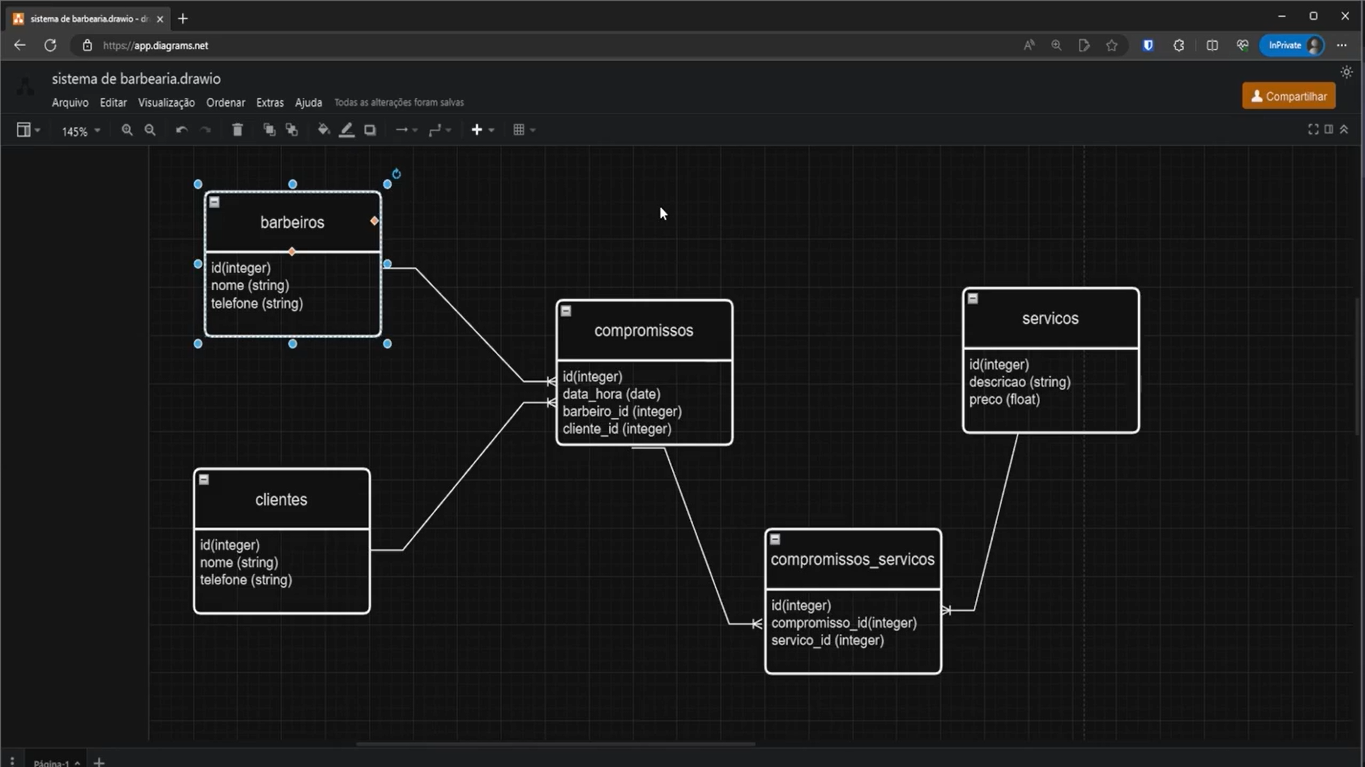 sistema de barbearia.drawio - dr
https://app.diagrams.net
InPrivate
sistema de barbearia.drawio
Arquivo Editar Visualização Ordenar Extras Ajuda Todas as alterações foram salvas
Compartilhar
145%
barbeiros
id(integer)
nome (string)
telefone (string)
compromissos
id(integer)
data_hora (date)
barbeiro_id (integer)
cliente_id (integer)
servicos
id(integer)
descricao (string)
preco (float)
clientes
id(integer)
nome (string)
telefone (string)
compromissos_servicos
id(integer)
compromisso_id(integer)
servico_id (integer)
Página-1